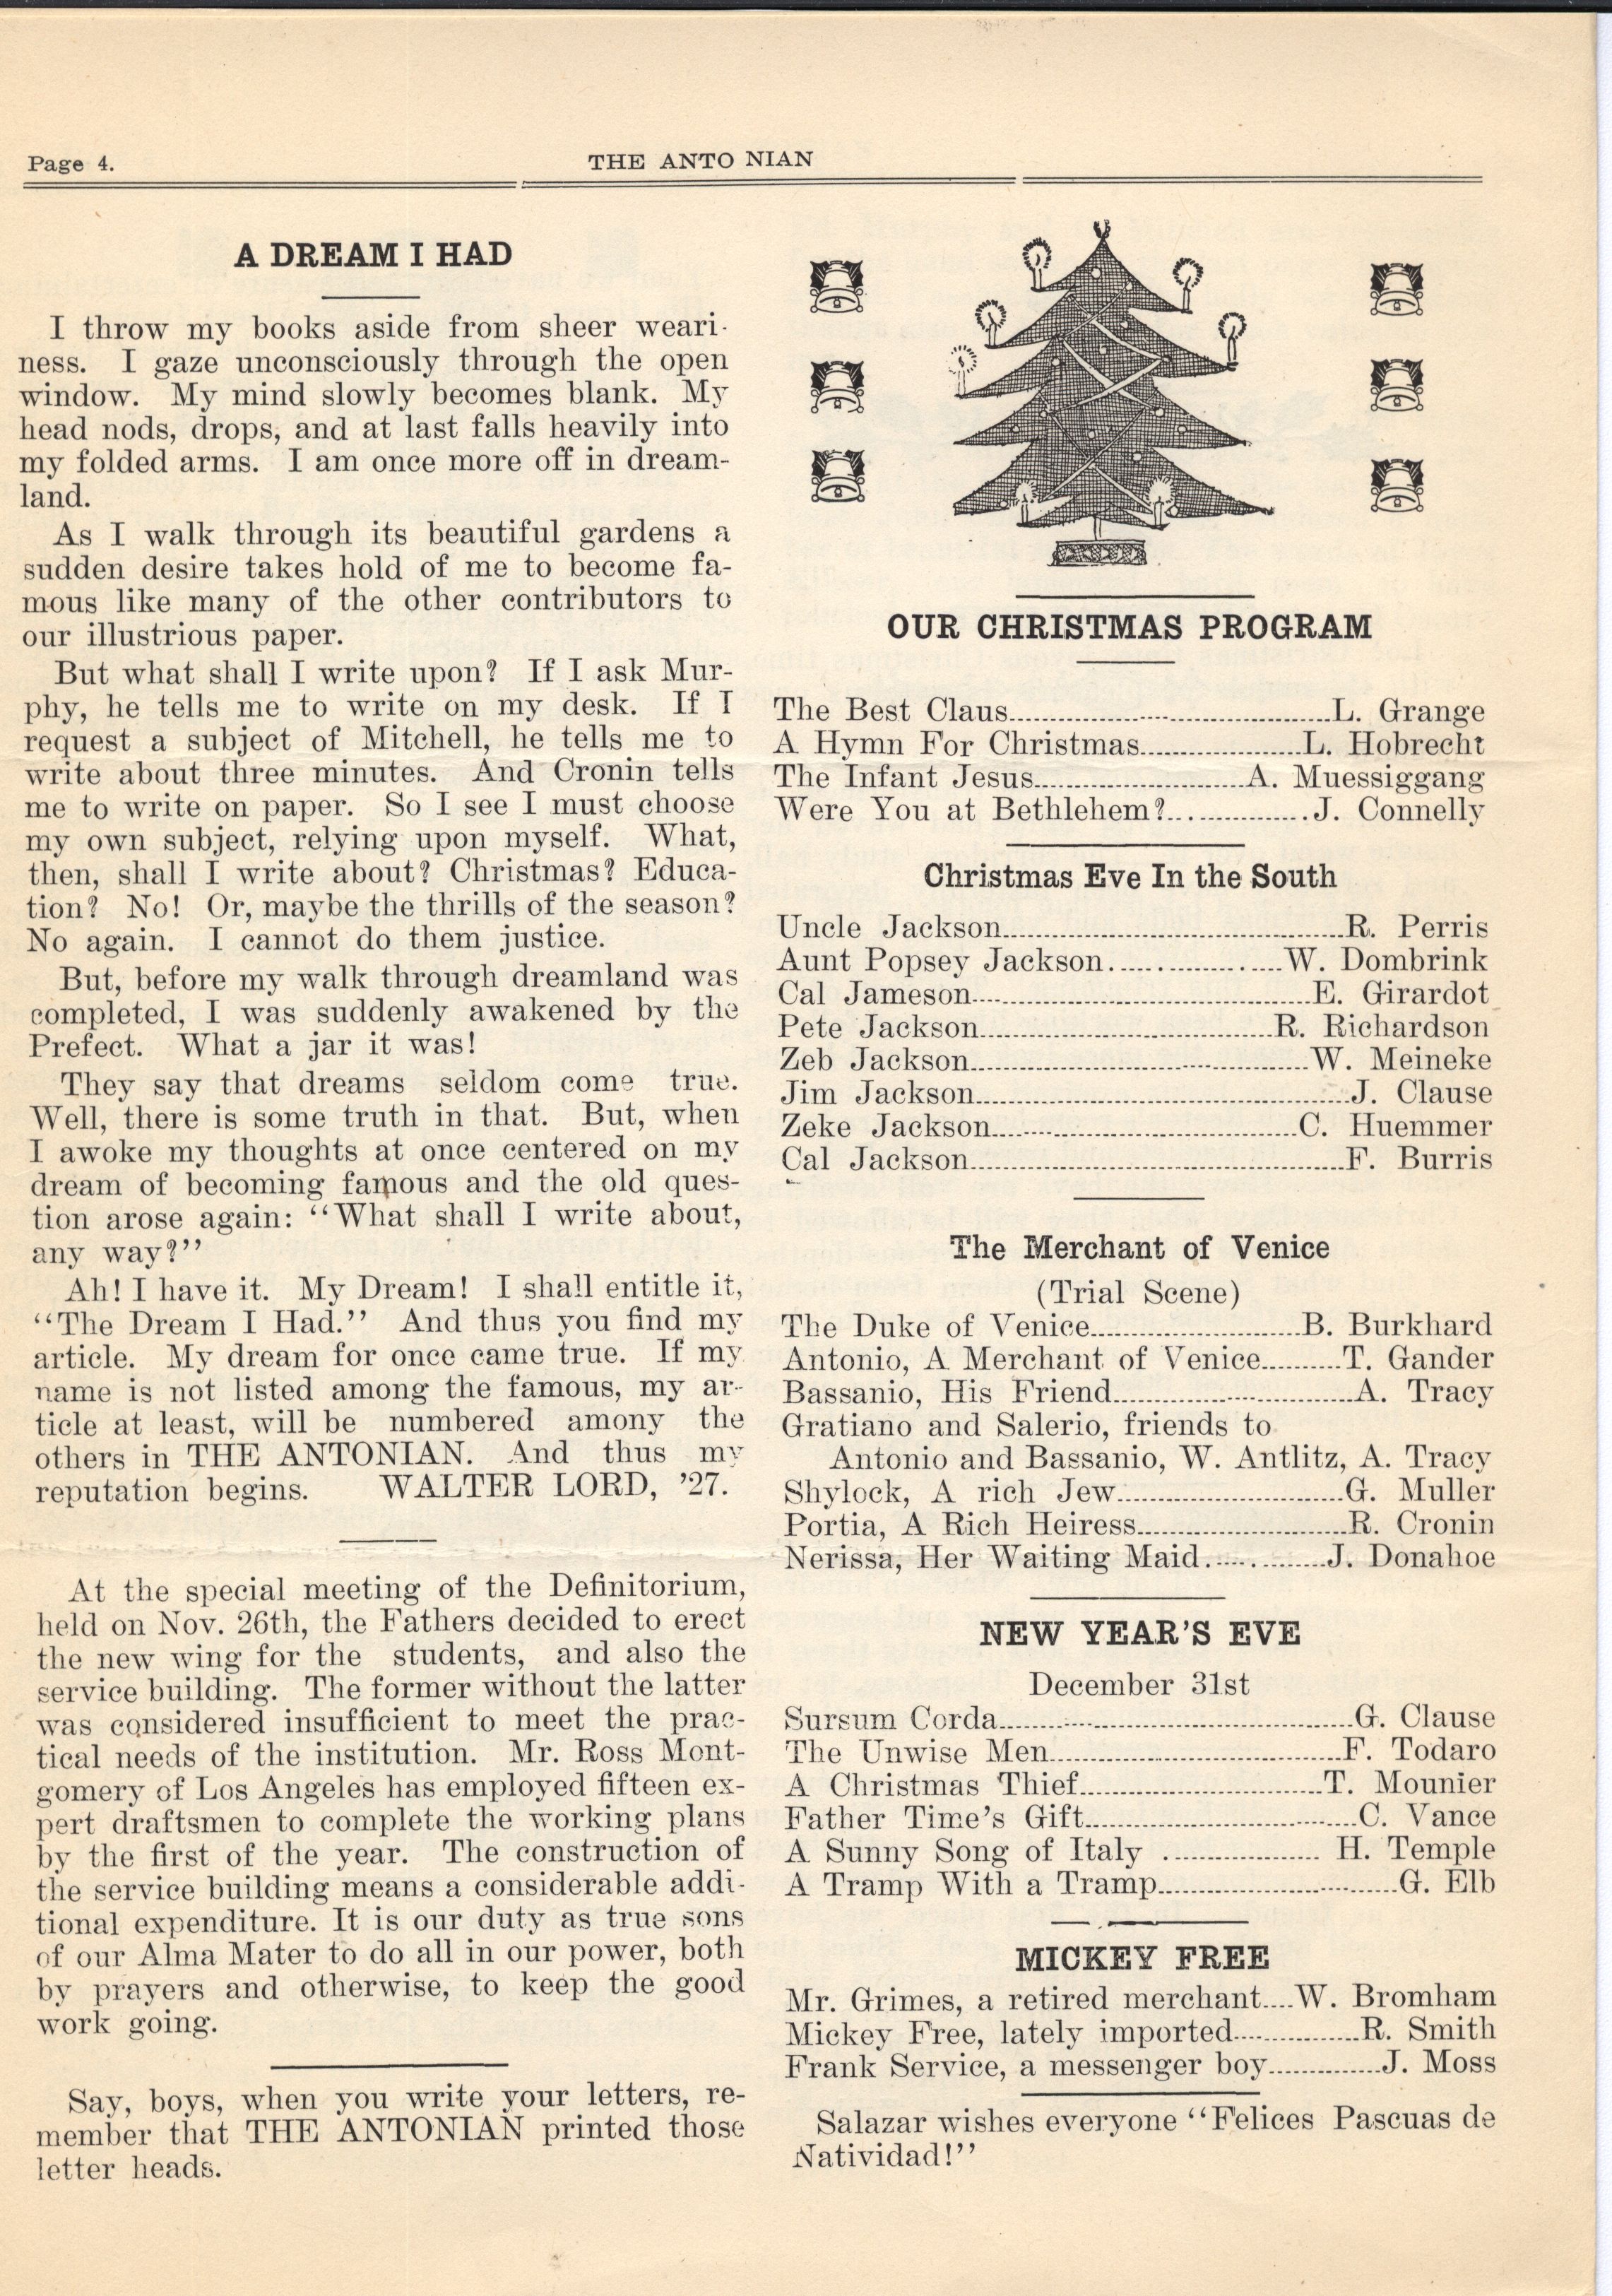 Page 4.
THE ANTO NIAN
A DREAM I HAD
I throw my books aside from sheer weari-
ness. I gaze unconsciously through the open
window. My mind slowly becomes blank. My
head nods, drops, and at last falls heavily into
my folded arms. I am once more off in dream-
land.
As I walk through its beautiful gardens a
sudden desire takes hold of me to become fa-
mous like many of the other contributors to
our illustrious paper.
But what shall I write upon? If I ask Mur-
phy, he tells me to write on my desk. If I
request a subject of Mitchell, he tells me to
write about three minutes. And Cronin tells
me to write on paper. So I see I must choose
my own subject, relying upon myself. What,
then, shall I write about? Christmas? Educa-
tion? No! Or, maybe the thrills of the season?
No again. I cannot do them justice.
But, before my walk through dreamland was
completed, I was suddenly awakened by the
Prefect. What a jar it was!
They say that dreams seldom come true.
Well, there is some truth in that. But, when
I awoke my thoughts at once centered on my
dream of becoming famous and the old ques-
tion arose again: "What shall I write about,
any way?"
Ah! I have it. My Dream! I shall entitle it,
"The Dream I Had." And thus you find my
article. My dream for once came true. If my
name is not listed among the famous, my ar-
ticle at least, will be numbered amony the
others in THE ANTONIAN. And thus my
reputation begins. WALTER LORD, '27.
At the special meeting of the Definitorium,
held on Nov. 26th, the Fathers decided to erect
the new wing for the students, and also the
service building. The former without the latter
was considered insufficient to meet the prac-
tical needs of the institution. Mr. Ross Mont-
gomery of Los Angeles has employed fifteen ex-
pert draftsmen to complete the working plans
by the first of the year. The construction of
the service building means a considerable addi-
tional expenditure. It is our duty as true sons
of our Alma Mater to do all in our power, both
by prayers and otherwise, to keep the good
work going.
Say, boys, when you write your letters, re-
member that THE ANTONIAN printed those
letter heads.
OUR CHRISTMAS PROGRAM
The Best Claus......L. Grange
A Hymn For Christmas......L. Hobrecht
The Infant Jesus......A. Muessiggang
Were You at Bethlehem?......J. Connelly
Christmas Eve In the South
Uncle Jackson......R. Perris
Aunt Popsey Jackson......W. Dombrink
Cal Jameson......E. Girardot
Pete Jackson......R. Richardson
Zeb Jackson......W. Meineke
Jim Jackson......J. Clause
Zeke Jackson......C. Huemmer
Cal Jackson......F. Burris
The Merchant of Venice
(Trial Scene)
The Duke of Venice......B. Burkhard
Antonio, A Merchant of Venice......T. Gander
Bassanio, His Friend......A. Tracy
Gratiano and Salerio, friends to
Antonio and Bassanio, W. Antlitz, A. Tracy
Shylock, A rich Jew......G. Muller
Portia, A Rich Heiress......R. Cronin
Nerissa, Her Waiting Maid......J. Donahoe
NEW YEAR'S EVE
December 31st
Sursum Corda......G. Clause
The Unwise Men......F. Todaro
A Christmas Thief......T. Mounier
Father Time's Gift......C. Vance
A Sunny Song of Italy ...... H. Temple
A Tramp With a Tramp......G. Elb
MICKEY FREE
Mr. Grimes, a retired merchant....W. Bromham
Mickey Free, lately imported......R. Smith
Frank Service, a messenger boy......J. Moss
Salazar wishes everyone "Felices Pascuas de
Natividad!"